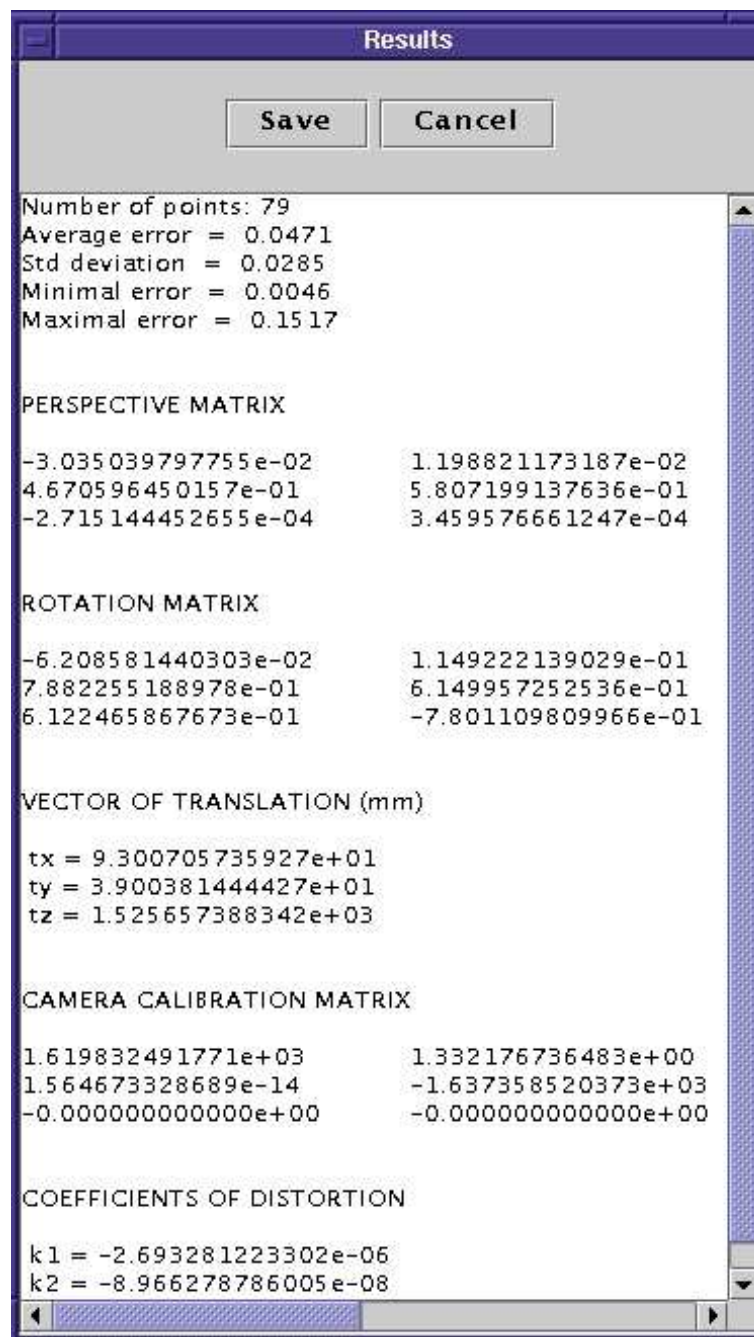 Results
Save Cancel
Number of points: 79
Average error = 0.0471
Std deviation = 0.0285
Minimal error = 0.0046
Maximal error = 0.1517
PERSPECTIVE MATRIX
-3.035039797755e-02 1.198821173187e-02
4.670596450157e-01 5.807199137636e-01
-2.715144452655e-04 3.459576661247e-04
ROTATION MATRIX
-6.208581440303e-02 1.149222139029e-01
7.882255188978e-01 6.149957252536e-01
6.122465867673e-01 -7.801109809966e-01
VECTOR OF TRANSLATION (mm)
tx = 9.300705735927e+01
ty = 3.900381444427e+01
tz = 1.525657388342e+03
CAMERA CALIBRATION MATRIX
1.619832491771e+03 1.332176736483e+00
1.564673328689e-14 -1.637358520373e+03
-0.000000000000e+00 -0.000000000000e+00
COEFFICIENTS OF DISTORTION
k1 = -2.693281223302e-06
k2 = -8.966278786005e-08